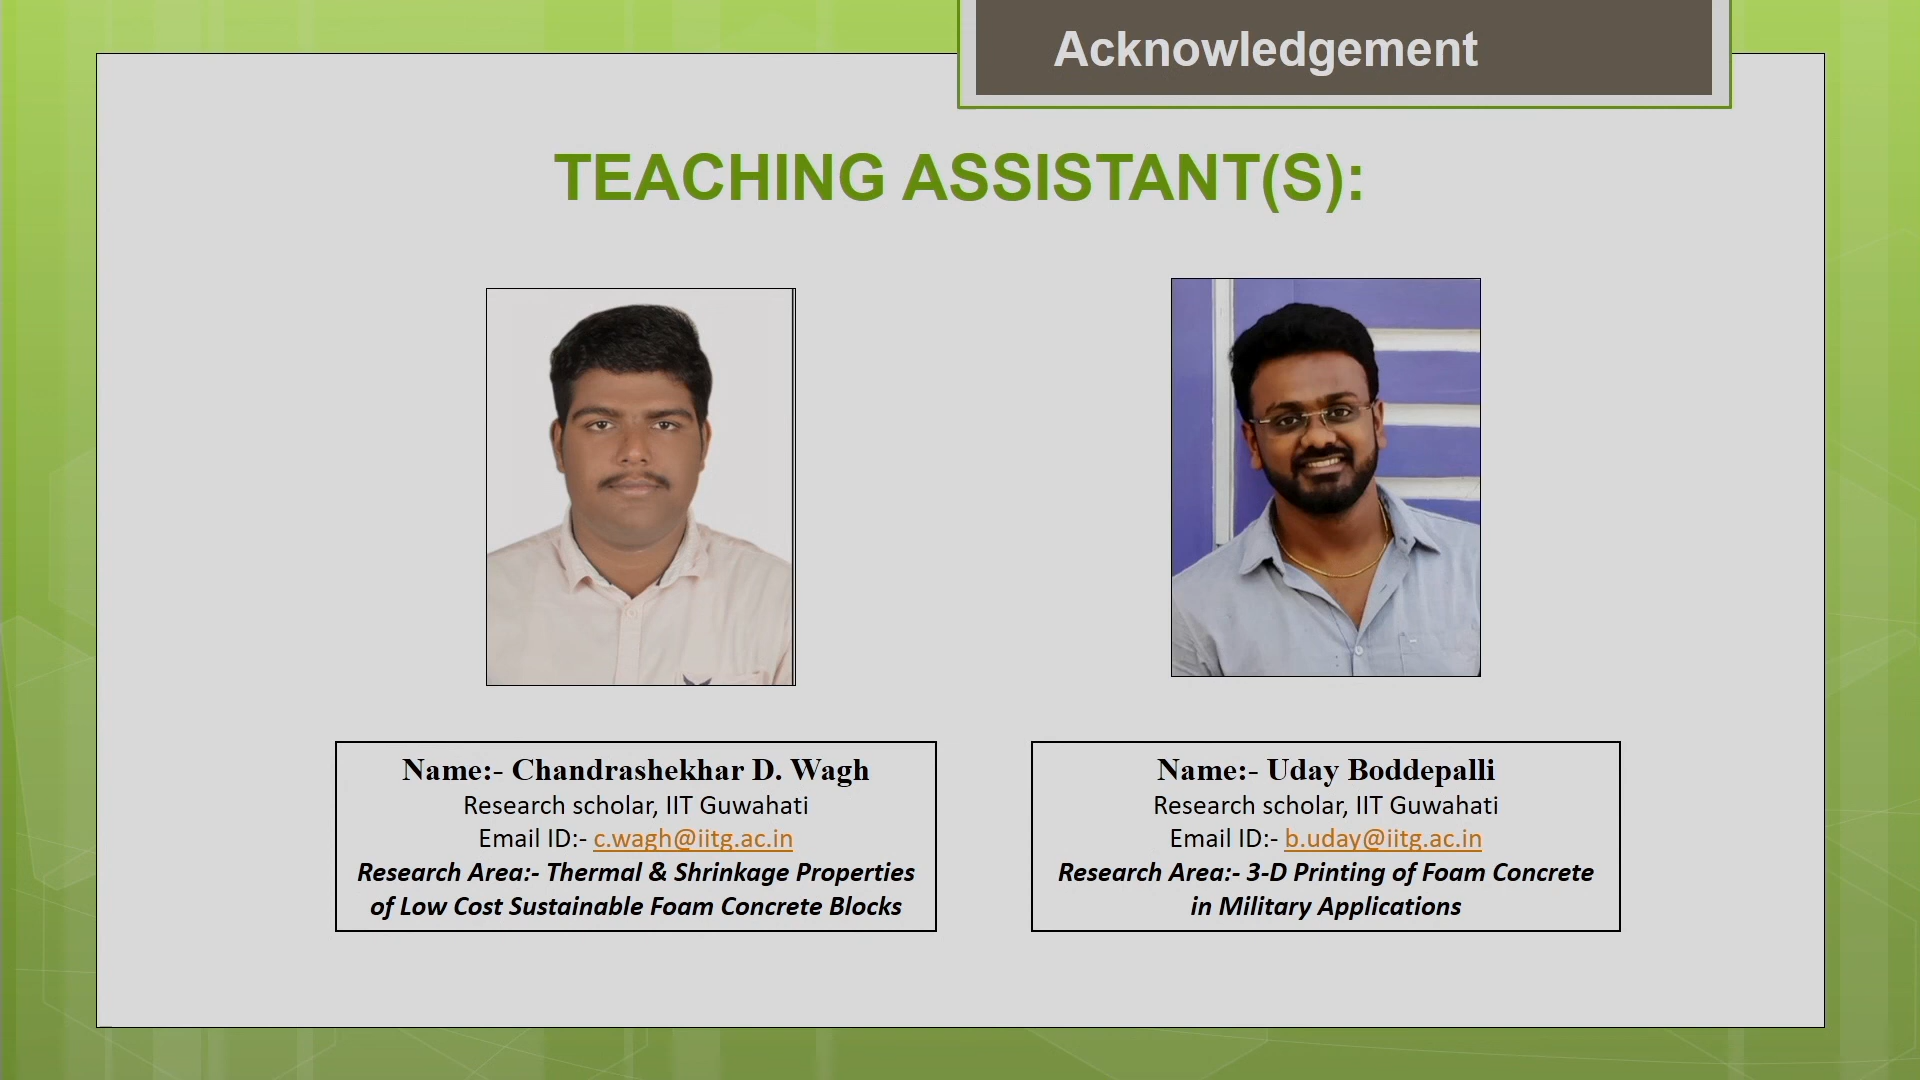 Acknowledgement
TEACHING ASSISTANT(S):
Name:- Chandrashekhar D. Wagh
Research scholar, IIT Guwahati
Email ID:- c.wagh@iitg.ac.in
Research Area:- Thermal & Shrinkage Properties
of Low Cost Sustainable Foam Concrete Blocks
Name:- Uday Boddepalli
Research scholar, IIT Guwahati
Email ID:- b.uday@iitg.ac.in
Research Area:- 3-D Printing of Foam Concrete
in Military Applications